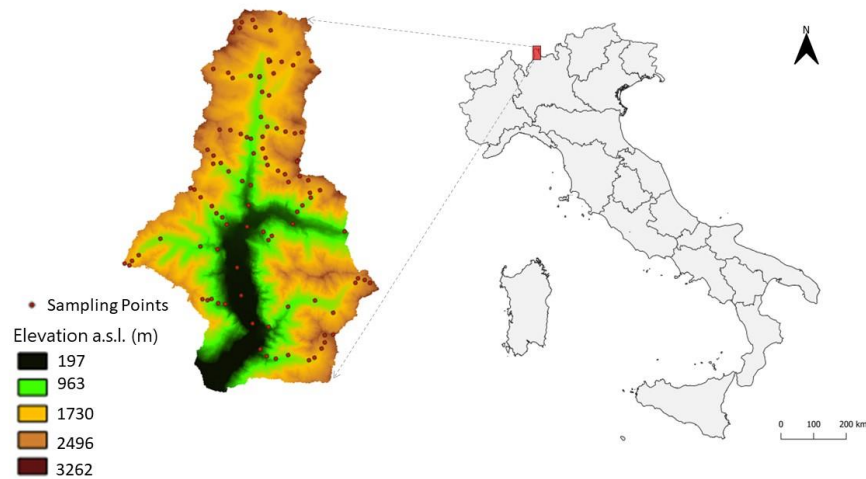 N
Sampling Points
Elevation a.s.l. (m)
197
963
1730
2496
3262
0 100 200 km